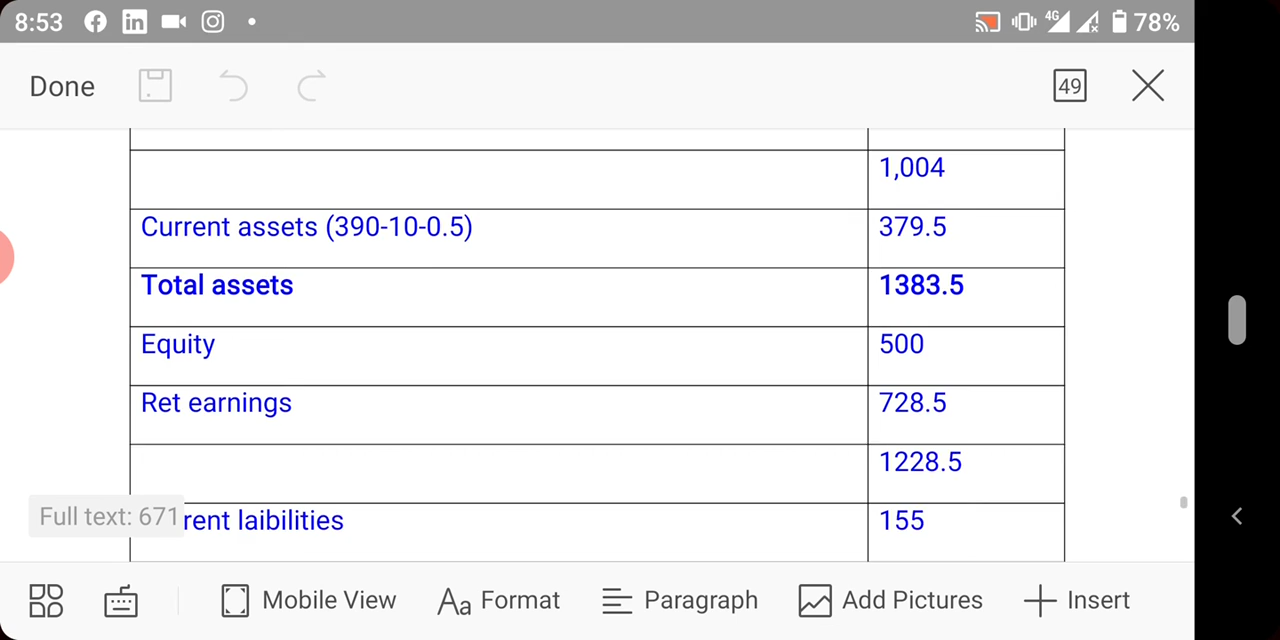 8:53
4G
78%
Done
49
1,004
Current assets (390-10-0.5) 379.5
Total assets 1383.5
Equity 500
Ret earnings 728.5
1228.5
Full text: 671
rent laibilities 155
Mobile View
Aa Format
Paragraph
Add Pictures
Insert